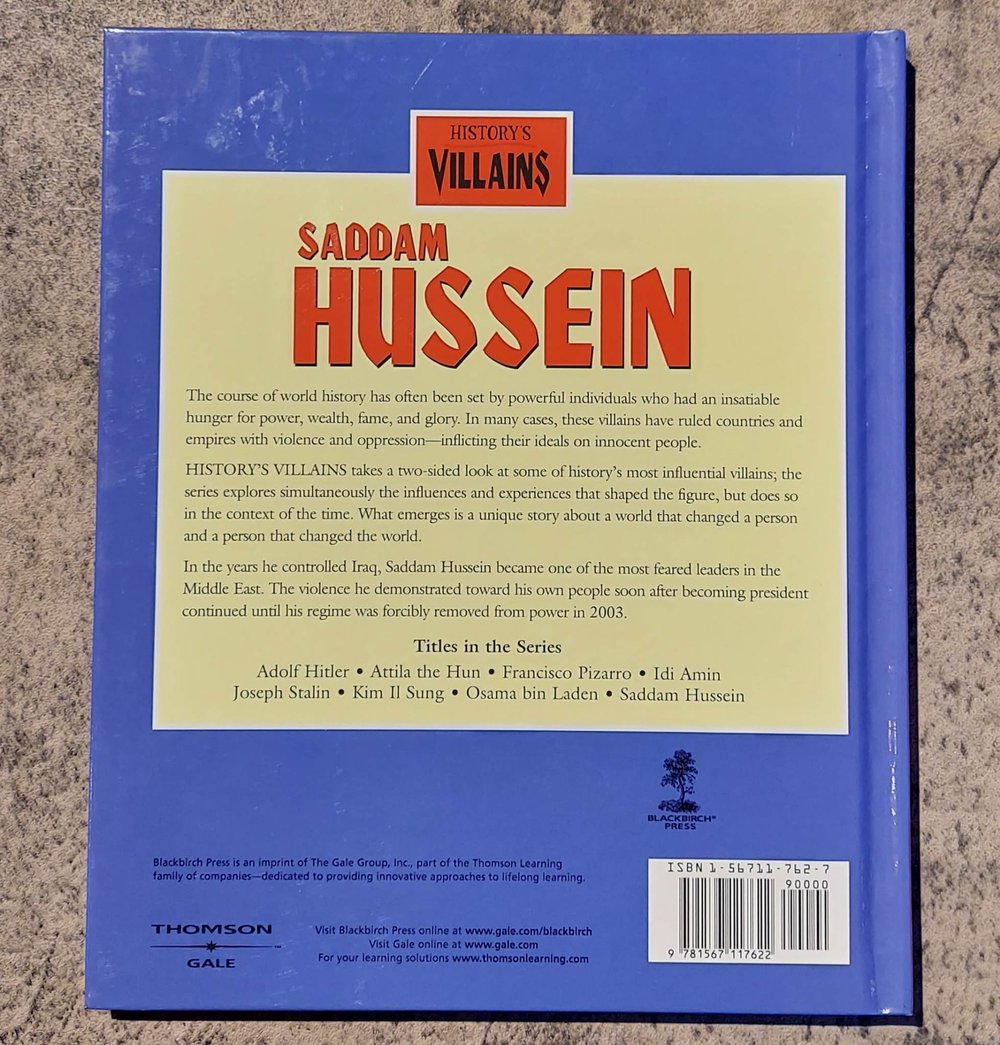 HISTORY'S
VILLAINS
SADDAM
HUSSEIN
The course of world history has often been set by powerful individuals who had an insatiable
hunger for power, wealth, fame, and glory. In many cases, these villains have ruled countries and
empires with violence and oppression—inflicting their ideals on innocent people.
HISTORY'S VILLAINS takes a two-sided look at some of history's most influential villains; the
series explores simultaneously the influences and experiences that shaped the figure, but does so
in the context of the time. What emerges is a unique story about a world that changed a person
and a person that changed the world.
In the years he controlled Iraq, Saddam Hussein became one of the most feared leaders in the
Middle East. The violence he demonstrated toward his own people soon after becoming president
continued until his regime was forcibly removed from power in 2003.
Titles in the Series
Adolf Hitler • Attila the Hun • Francisco Pizarro • Idi Amin
Joseph Stalin • Kim Il Sung • Osama bin Laden • Saddam Hussein
BLACKBIRCH®
PRESS
Blackbirch Press is an imprint of The Gale Group, Inc., part of the Thomson Learning
family of companies—dedicated to providing innovative approaches to lifelong learning.
THOMSON
™
GALE
Visit Blackbirch Press online at www.gale.com/blackbirch
Visit Gale online at www.gale.com
For your learning solutions www.thomsonlearning.com
ISBN 1-56711-762-7
90000
9 781567 117622